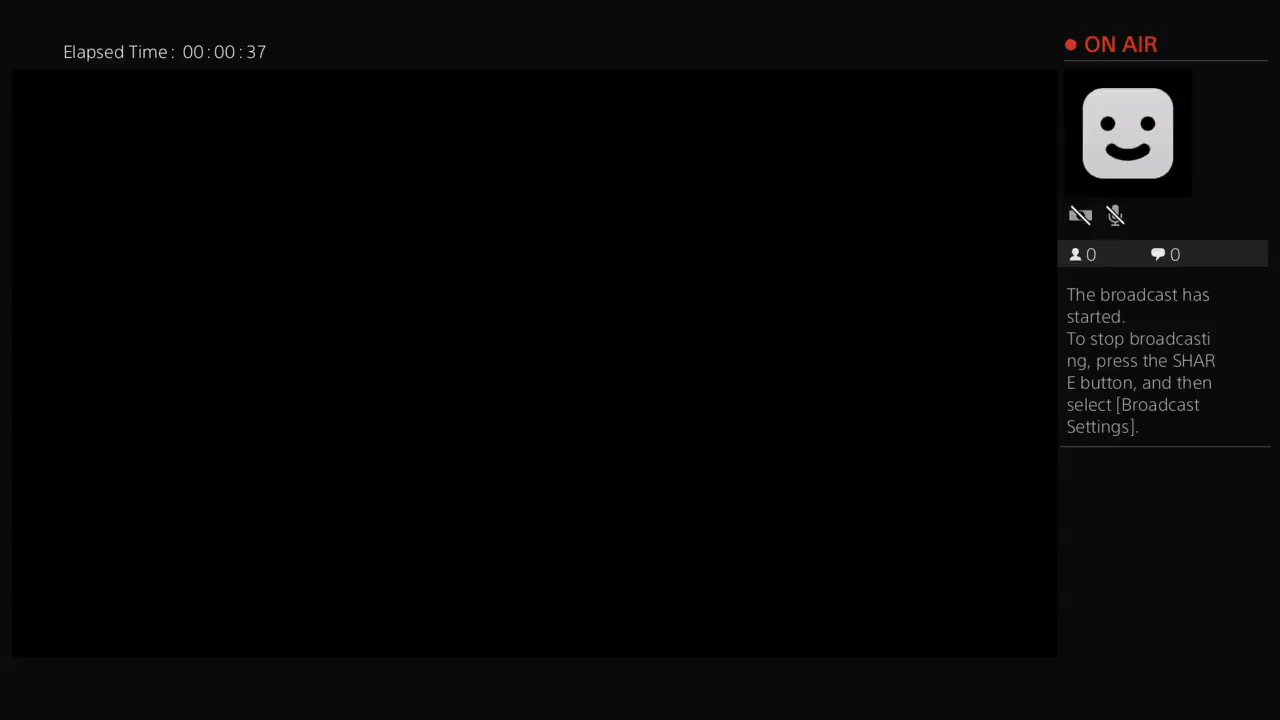 Elapsed Time: 00:00:37
ON AIR
0 0
The broadcast has
started.
To stop broadcasti
ng, press the SHAR
E button, and then
select [Broadcast
Settings].